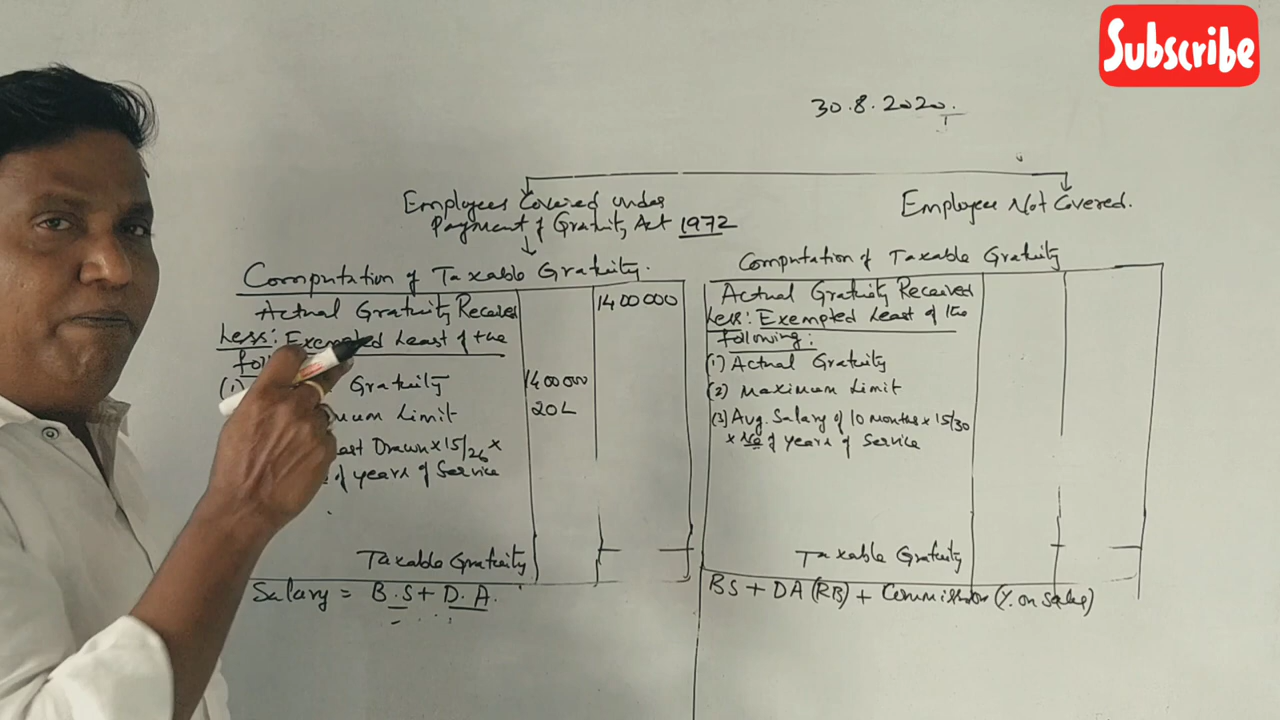 Subscribe
30.8.2020.
Employees Covered under
Payment of Gratuity Act 1972
Computation of Taxable Gratuity.
Actual Gratuity Received
1400000
Less: Exempted Least of the
(1) Gratuity
1400000
Limit
20L
Drawn × 15/26 ×
of years of Service
Taxable Gratuity
Salary = B.S + D.A.
Employee Not Covered.
Computation of Taxable Gratuity
Actual Gratuity Received
Less: Exempted Least of the
following:
(1) Actual Gratuity
(2) Maximum Limit
(3) Avg. Salary of 10 months × 15/30
× No of years of Service
Taxable Gratuity
BS + DA (RB) + Commission (%. on sales)